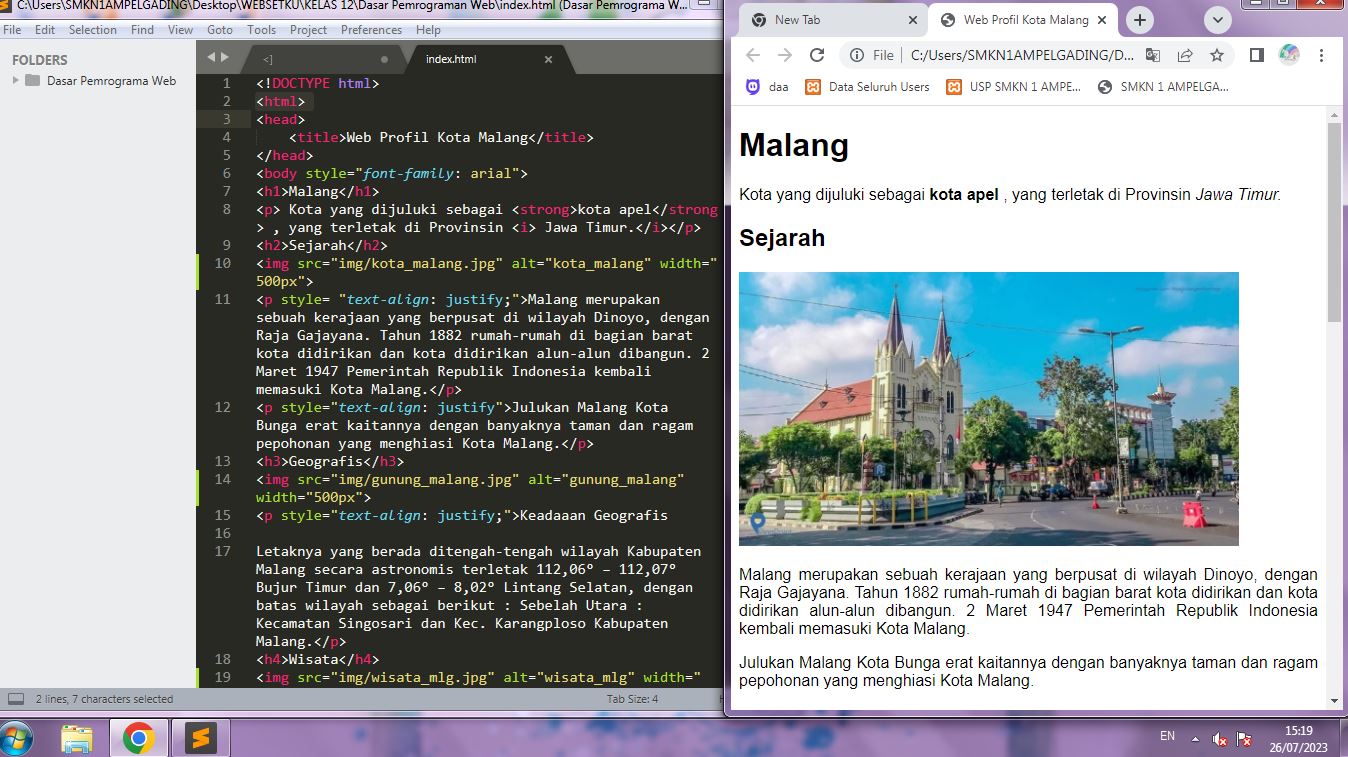 C:\Users\SMKN1AMPELGADING\Desktop\WEBSETKU\KELAS 12\Dasar Pemrograman Web\index.html (Dasar Pemrograma W...
File Edit Selection Find View Goto Tools Project Preferences Help
FOLDERS
Dasar Pemrograma Web
<]
index.html
1 <!DOCTYPE html>
2 <html>
3 <head>
4 <title>Web Profil Kota Malang</title>
5 </head>
6 <body style="font-family: arial">
7 <h1>Malang</h1>
8 <p> Kota yang dijuluki sebagai <strong>kota apel</strong
> , yang terletak di Provinsin <i> Jawa Timur.</i></p>
9 <h2>Sejarah</h2>
10 <img src="img/kota_malang.jpg" alt="kota_malang" width="
500px">
11 <p style= "text-align: justify;">Malang merupakan
sebuah kerajaan yang berpusat di wilayah Dinoyo, dengan
Raja Gajayana. Tahun 1882 rumah-rumah di bagian barat
kota didirikan dan kota didirikan alun-alun dibangun. 2
Maret 1947 Pemerintah Republik Indonesia kembali
memasuki Kota Malang.</p>
12 <p style="text-align: justify">Julukan Malang Kota
Bunga erat kaitannya dengan banyaknya taman dan ragam
pepohonan yang menghiasi Kota Malang.</p>
13 <h3>Geografis</h3>
14 <img src="img/gunung_malang.jpg" alt="gunung_malang"
width="500px">
15 <p style="text-align: justify;">Keadaaan Geografis
16
17 Letaknya yang berada ditengah-tengah wilayah Kabupaten
Malang secara astronomis terletak 112,06° – 112,07°
Bujur Timur dan 7,06° – 8,02° Lintang Selatan, dengan
batas wilayah sebagai berikut : Sebelah Utara :
Kecamatan Singosari dan Kec. Karangploso Kabupaten
Malang.</p>
18 <h4>Wisata</h4>
19 <img src="img/wisata_mlg.jpg" alt="wisata_mlg" width="
2 lines, 7 characters selected
Tab Size: 4
New Tab
Web Profil Kota Malang
File
C:/Users/SMKN1AMPELGADING/D...
daa
Data Seluruh Users
USP SMKN 1 AMPE...
SMKN 1 AMPELGA...
Malang
Kota yang dijuluki sebagai kota apel , yang terletak di Provinsin Jawa Timur.
Sejarah
Malang merupakan sebuah kerajaan yang berpusat di wilayah Dinoyo, dengan
Raja Gajayana. Tahun 1882 rumah-rumah di bagian barat kota didirikan dan kota
didirikan alun-alun dibangun. 2 Maret 1947 Pemerintah Republik Indonesia
kembali memasuki Kota Malang.
Julukan Malang Kota Bunga erat kaitannya dengan banyaknya taman dan ragam
pepohonan yang menghiasi Kota Malang.
EN
15:19
26/07/2023